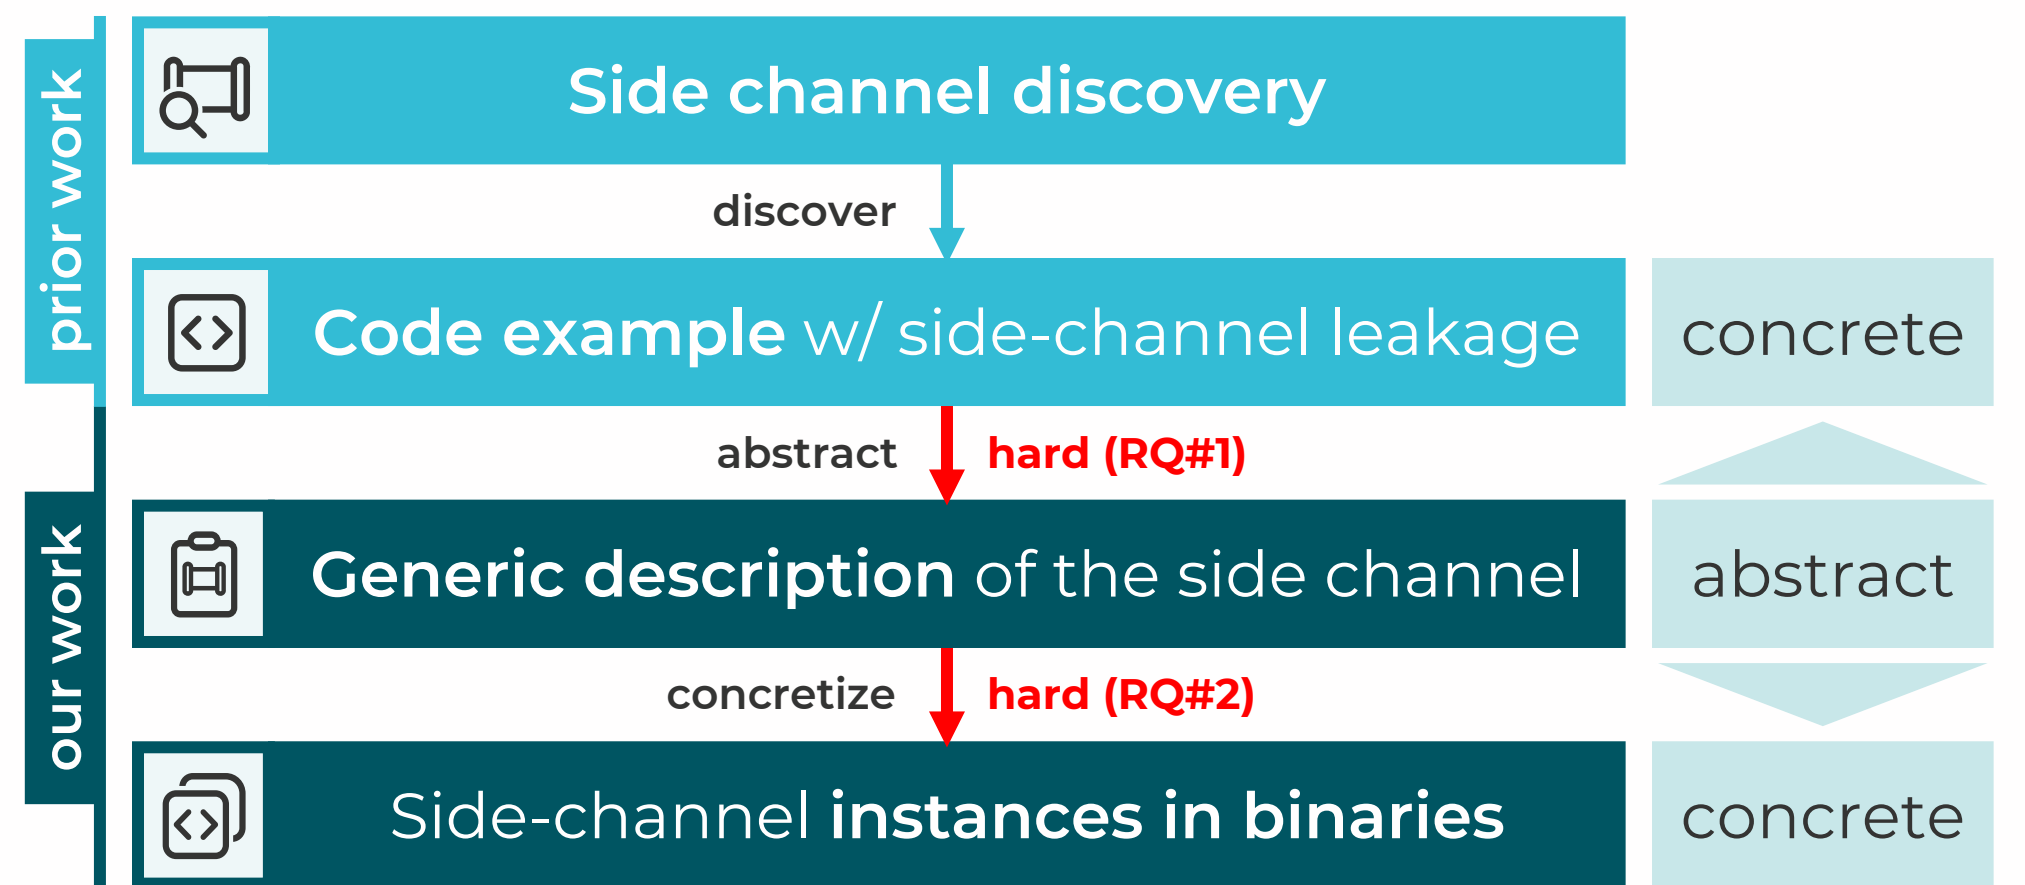 prior work
Side channel discovery
discover
Code example w/ side-channel leakage
concrete
abstract
hard (RQ#1)
our work
Generic description of the side channel
abstract
concretize
hard (RQ#2)
Side-channel instances in binaries
concrete